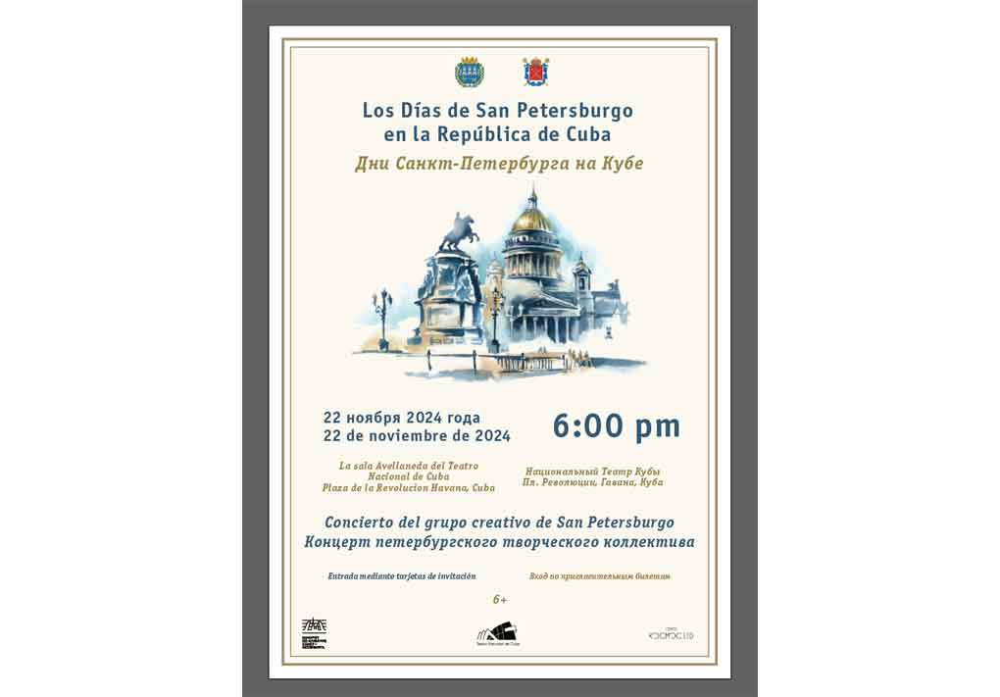 Los Días de San Petersburgo
en la República de Cuba
Дни Санкт-Петербурга на Кубе
22 ноября 2024 года
22 de noviembre de 2024
6:00 pm
La sala Avellaneda del Teatro
Nacional de Cuba
Plaza de la Revolucion Havana, Cuba
Национальный Театр Кубы
Пл. Революции, Гавана, Куба
Concierto del grupo creativo de San Petersburgo
Концерт петербургского творческого коллектива
Entrada mediante tarjetas de invitación
Вход по пригласительным билетам
6+
Teatro Nacional de Cuba